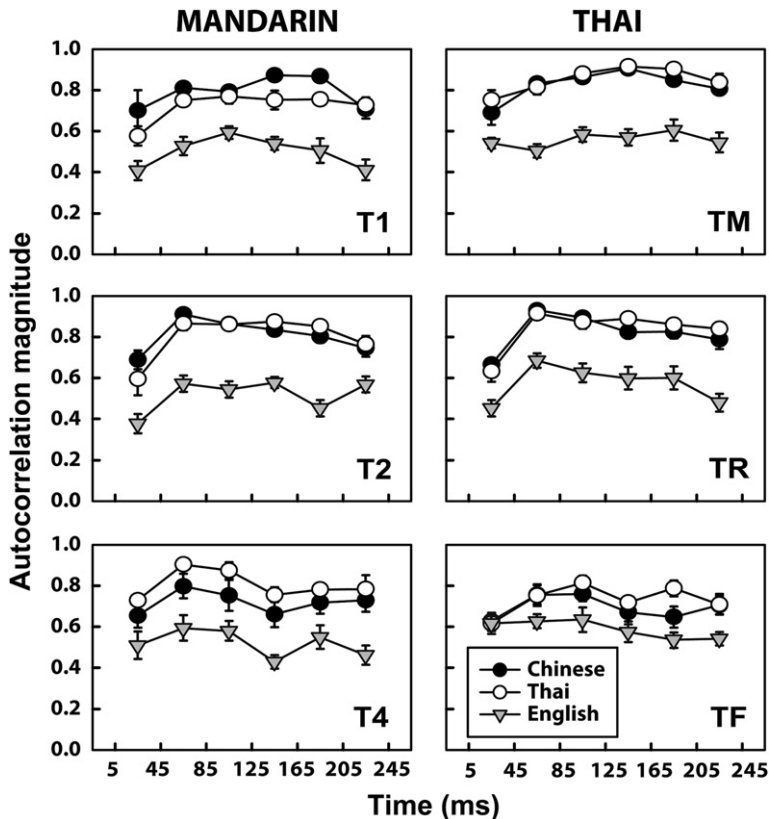 MANDARIN THAI
Autocorrelation magnitude
1.0
0.8
0.6
0.4
0.2
0.0
T1
TM
1.0
0.8
0.6
0.4
0.2
0.0
T2
TR
1.0
0.8
0.6
0.4
0.2
0.0
T4
Chinese
Thai
English
TF
5 45 85 125 165 205 245 5 45 85 125 165 205 245
Time (ms)